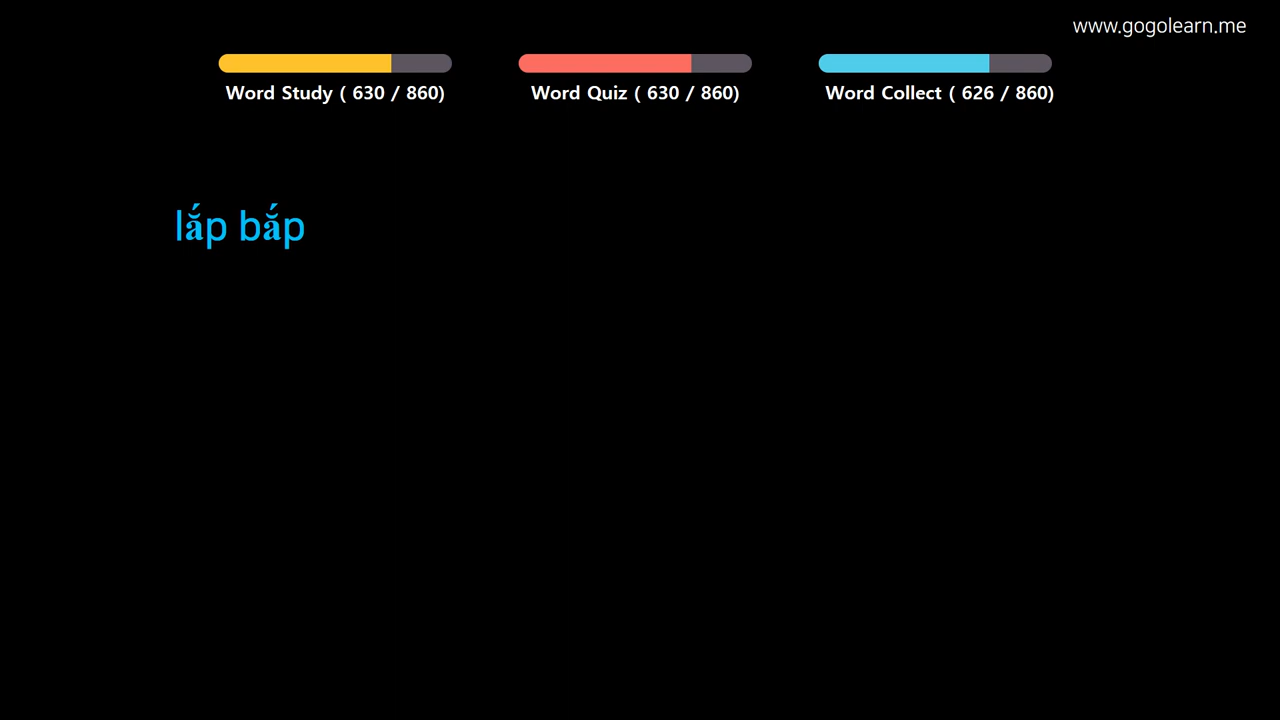 www.gogolearn.me
Word Study ( 630 / 860)
Word Quiz ( 630 / 860)
Word Collect ( 626 / 860)
lắp bắp